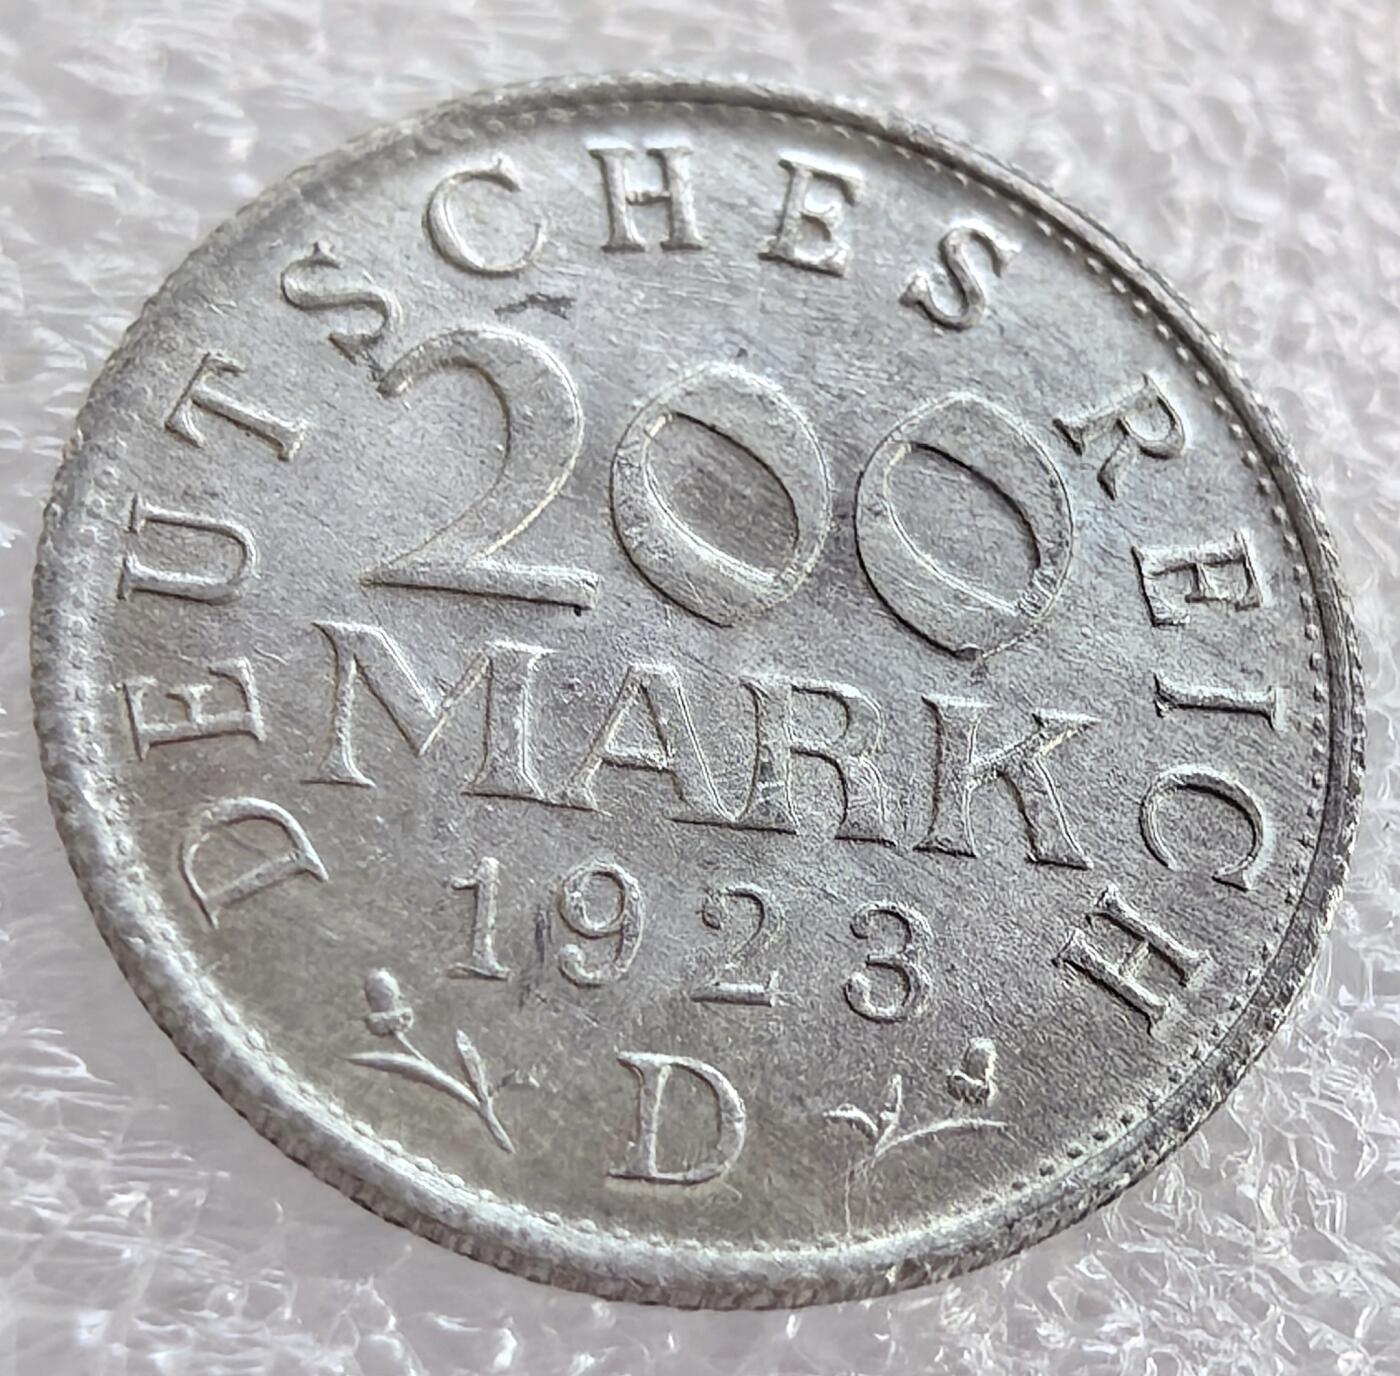 DEUTSCHES REICH
200
MARK
1923
D